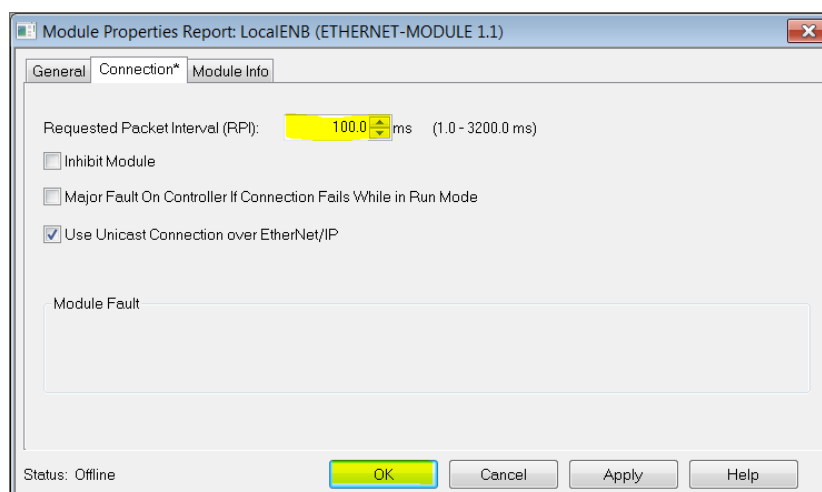 Module Properties Report: LocalENB (ETHERNET-MODULE 1.1)
General Connection* Module Info
Requested Packet Interval (RPI): 100.0 ms (1.0 - 3200.0 ms)
Inhibit Module
Major Fault On Controller If Connection Fails While in Run Mode
Use Unicast Connection over EtherNet/IP
Module Fault
Status: Offline OK Cancel Apply Help